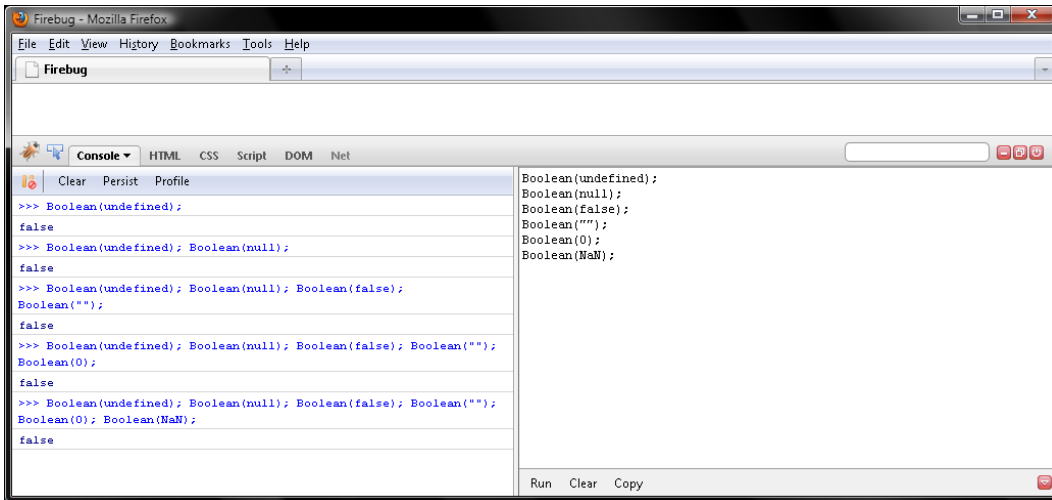 Firebug - Mozilla Firefox
File Edit View History Bookmarks Tools Help
Firebug
Console HTML CSS Script DOM Net
Clear Persist Profile
>>> Boolean(undefined);
false
>>> Boolean(undefined); Boolean(null);
false
>>> Boolean(undefined); Boolean(null); Boolean(false);
Boolean("");
false
>>> Boolean(undefined); Boolean(null); Boolean(false); Boolean("");
Boolean(0);
false
>>> Boolean(undefined); Boolean(null); Boolean(false); Boolean("");
Boolean(0); Boolean(NaN);
false
Boolean(undefined);
Boolean(null);
Boolean(false);
Boolean("");
Boolean(0);
Boolean(NaN);
Run Clear Copy